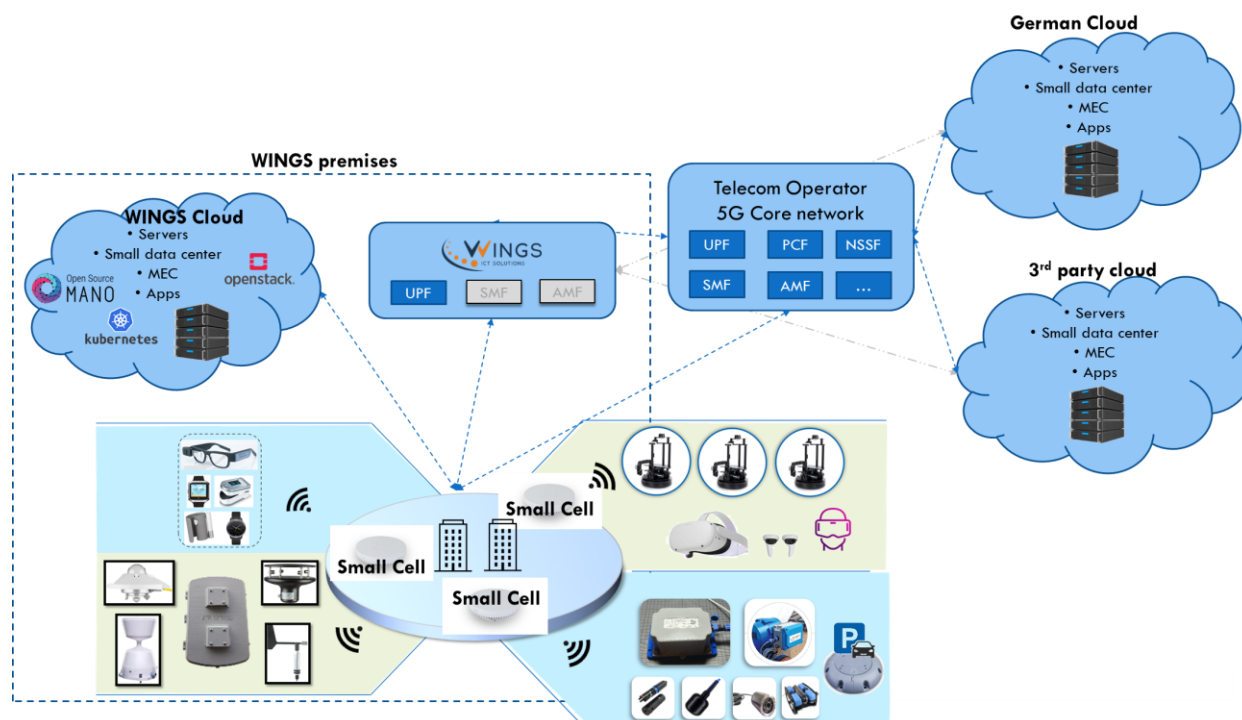 German Cloud
• Servers
• Small data center
• MEC
• Apps
WINGS premises
WINGS Cloud
• Servers
• Small data center
• MEC
• Apps
Open Source
MANO
openstack.
kubernetes
WINGS
ICT SOLUTIONS
UPF
SMF
AMF
Telecom Operator
5G Core network
UPF
PCF
NSSF
SMF
AMF
...
3rd party cloud
• Servers
• Small data center
• MEC
• Apps
Small Cell
Small Cell
Small Cell
P